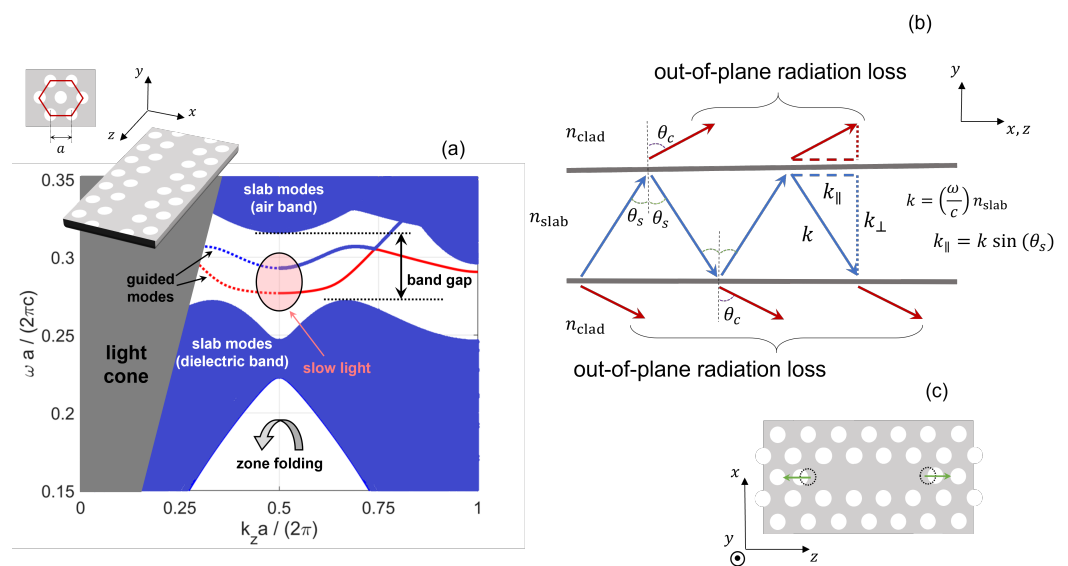 (b)
y
x
z
a
(a)
0.35
0.3
0.25
0.2
0.15
ω a / (2πc)
slab modes
(air band)
guided
modes
band gap
slab modes
(dielectric band)
slow light
light
cone
zone folding
0
0.25
0.5
0.75
1
k_z a / (2π)
out-of-plane radiation loss
y
x, z
n_clad
θ_c
n_slab
θ_s
θ_s
k_∥
k
k_⊥
k = (ω/c) n_slab
k_∥ = k sin (θ_s)
n_clad
θ_c
out-of-plane radiation loss
(c)
x
y
z